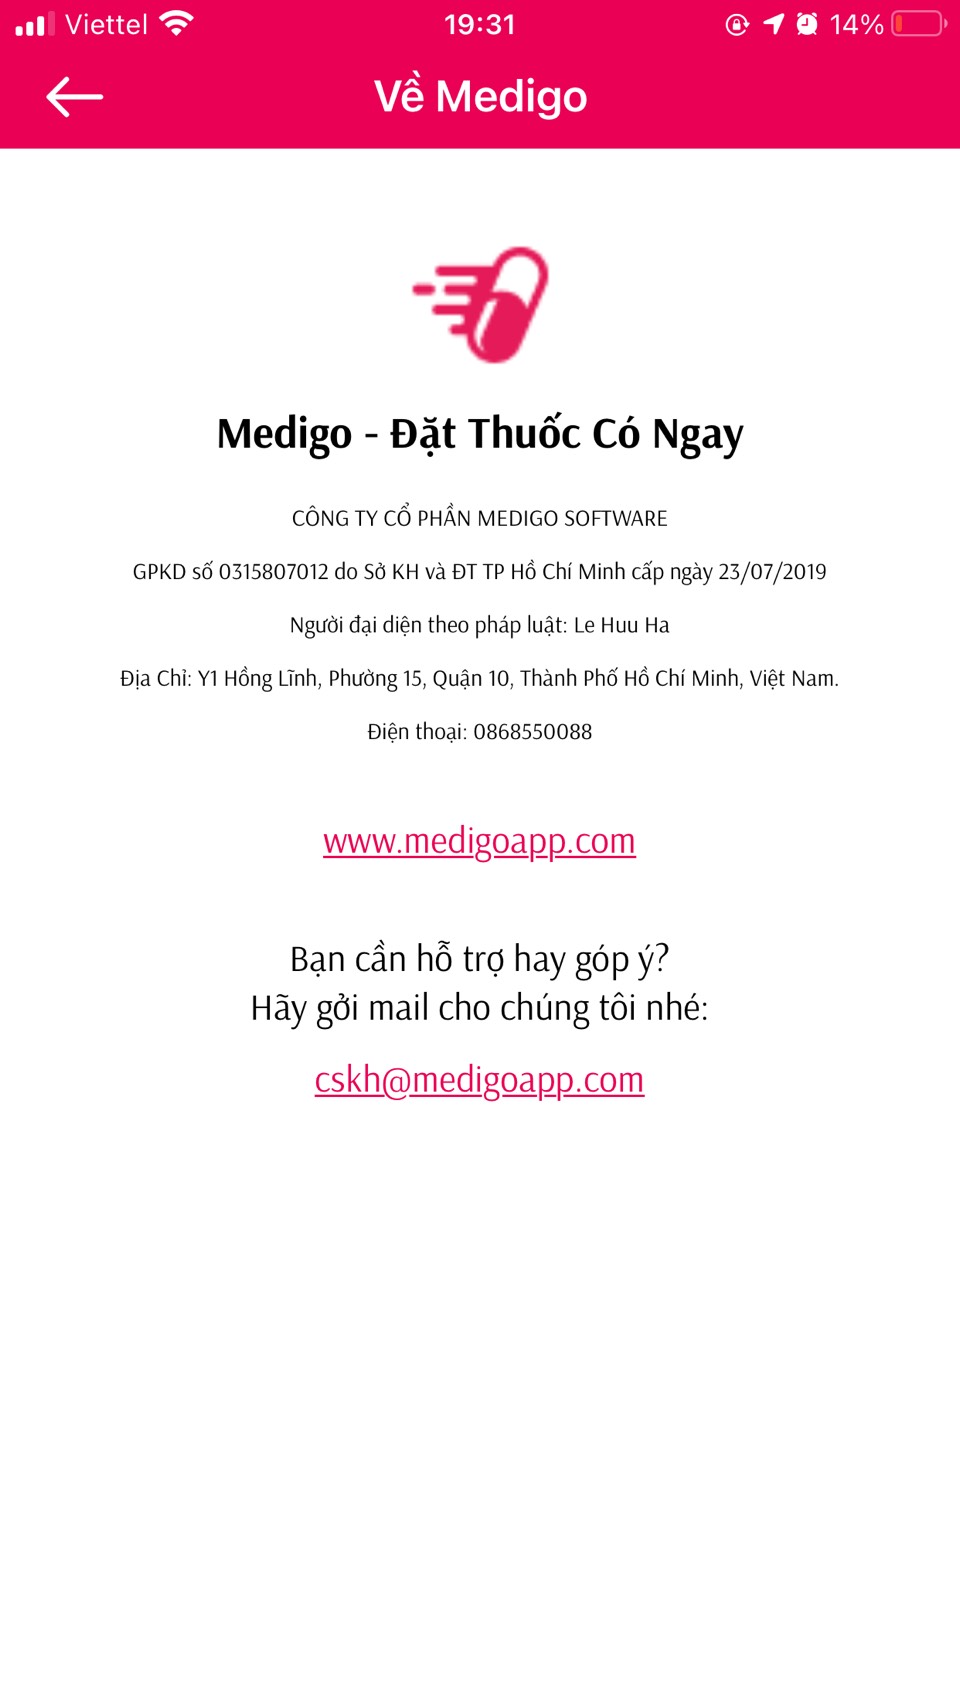 Viettel 19:31 14%
Về Medigo
Medigo - Đặt Thuốc Có Ngay
CÔNG TY CỔ PHẦN MEDIGO SOFTWARE
GPKD số 0315807012 do Sở KH và ĐT TP Hồ Chí Minh cấp ngày 23/07/2019
Người đại diện theo pháp luật: Le Huu Ha
Địa Chỉ: Y1 Hồng Lĩnh, Phường 15, Quận 10, Thành Phố Hồ Chí Minh, Việt Nam.
Điện thoại: 0868550088
www.medigoapp.com
Bạn cần hỗ trợ hay góp ý?
Hãy gởi mail cho chúng tôi nhé:
cskh@medigoapp.com